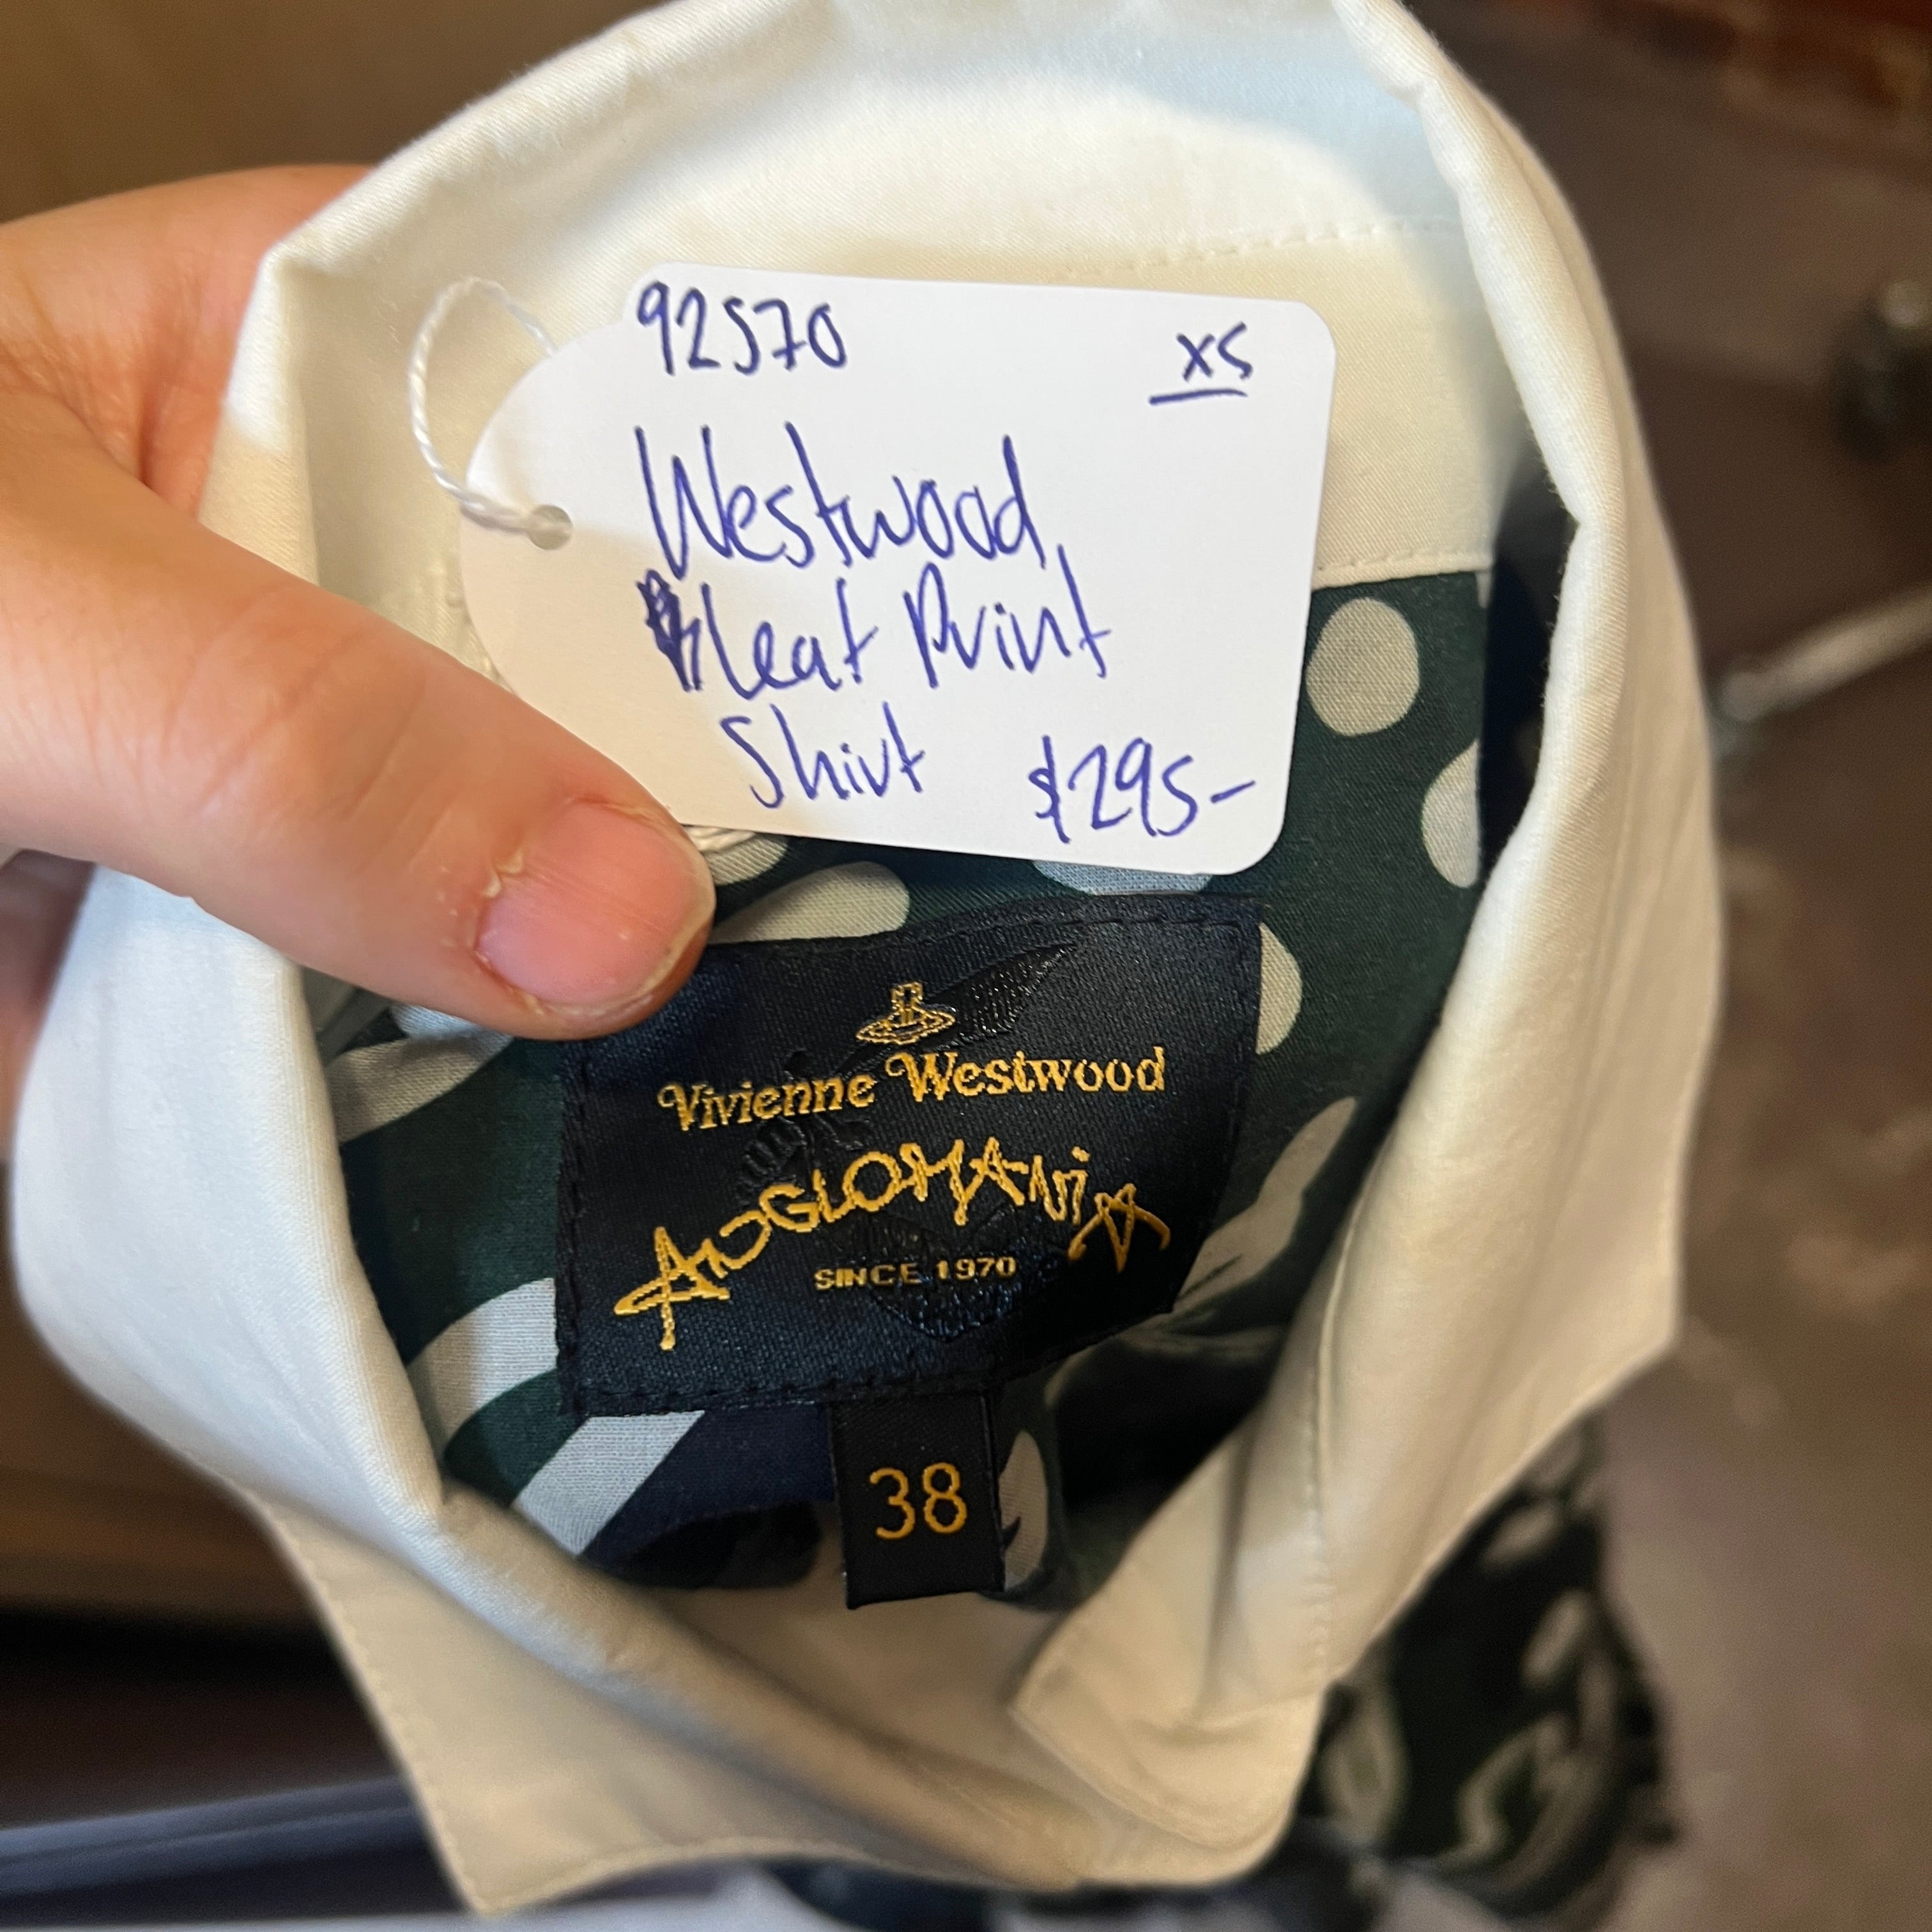 92570 XS
Westwood
leaf Print
Shirt $295-
Vivienne Westwood
ANGLOMANIA
SINCE 1970
38